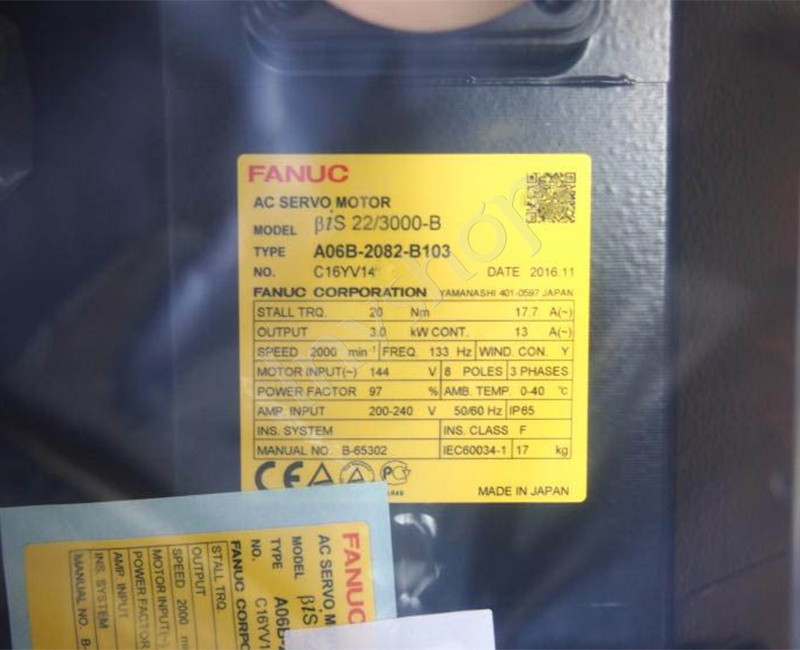 FANUC
AC SERVO MOTOR
MODEL βiS 22/3000-B
TYPE A06B-2082-B103
NO. C16YV14 DATE 2016.11
FANUC CORPORATION YAMANASHI 401-0597 JAPAN
STALL TRQ. 20 Nm 17.7 A(~)
OUTPUT 3.0 kW CONT. 13 A(~)
SPEED 2000 min⁻¹ FREQ. 133 Hz WIND. CON. Y
MOTOR INPUT(~) 144 V 8 POLES 3 PHASES
POWER FACTOR 97 % AMB. TEMP. 0-40 ℃
AMP. INPUT 200-240 V 50/60 Hz IP65
INS. SYSTEM INS. CLASS F
MANUAL NO. B-65302 IEC60034-1 17 kg
CE
MADE IN JAPAN
FANUC
AC SERVO M
MODEL βiS
TYPE A06B-2
NO. C16YV1
FANUC CORPO
STALL TRQ.
OUTPUT
SPEED 2000
MOTOR INPUT(~)
POWER FACTOR
AMP. INPUT
INS. SYSTEM
MANUAL NO. B-